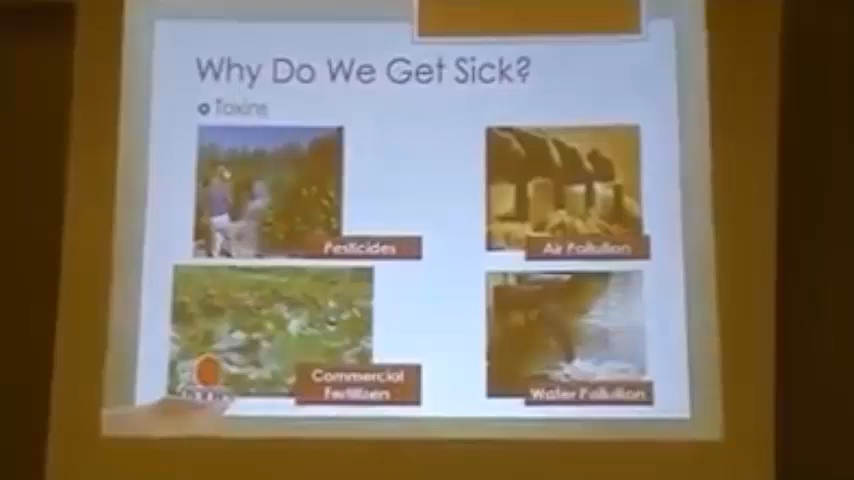 Why Do We Get Sick?
Toxins
Pesticides
Air Pollution
Commercial
Fertilizers
Water Pollution